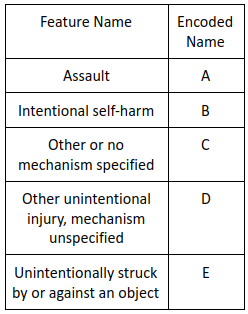 Feature Name
Encoded
Name
Assault
A
Intentional self-harm
B
Other or no
mechanism specified
C
Other unintentional
injury, mechanism
unspecified
D
Unintentionally struck
by or against an object
E